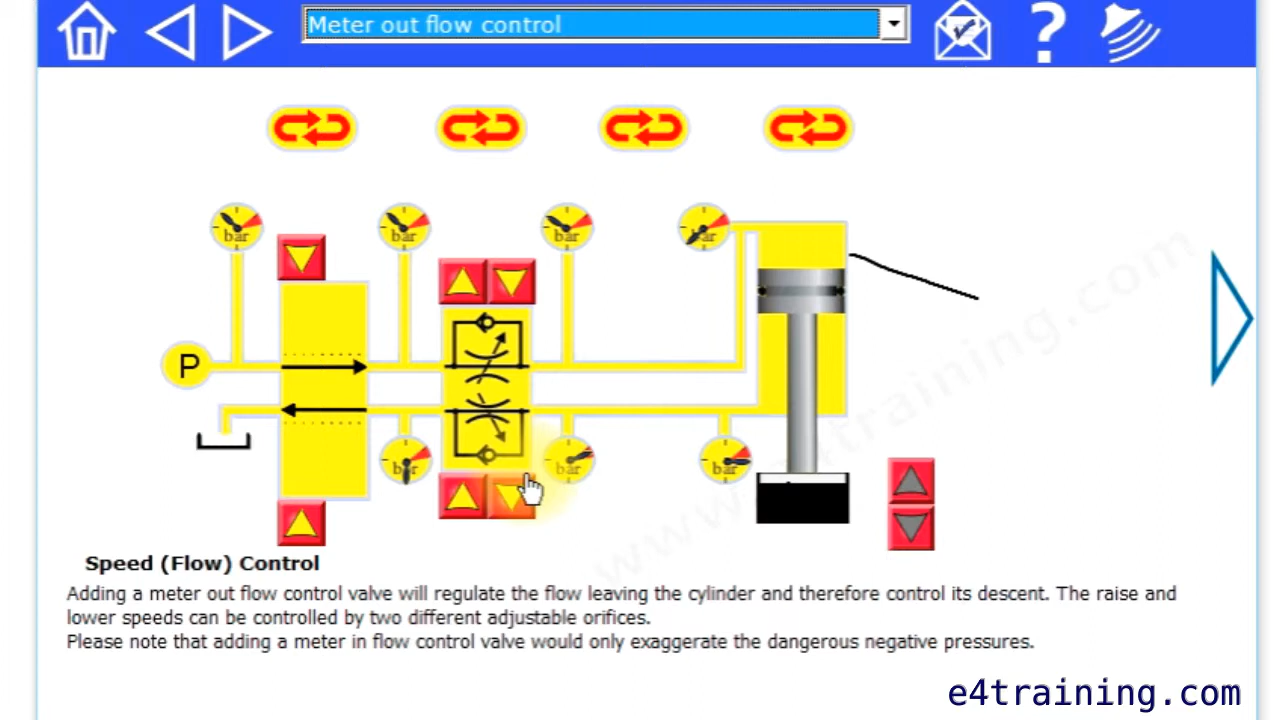 Meter out flow control
?
bar
bar
bar
bar
P
bar
bar
bar
www.e4training.com
Speed (Flow) Control
Adding a meter out flow control valve will regulate the flow leaving the cylinder and therefore control its descent. The raise and
lower speeds can be controlled by two different adjustable orifices.
Please note that adding a meter in flow control valve would only exaggerate the dangerous negative pressures.
e4training.com